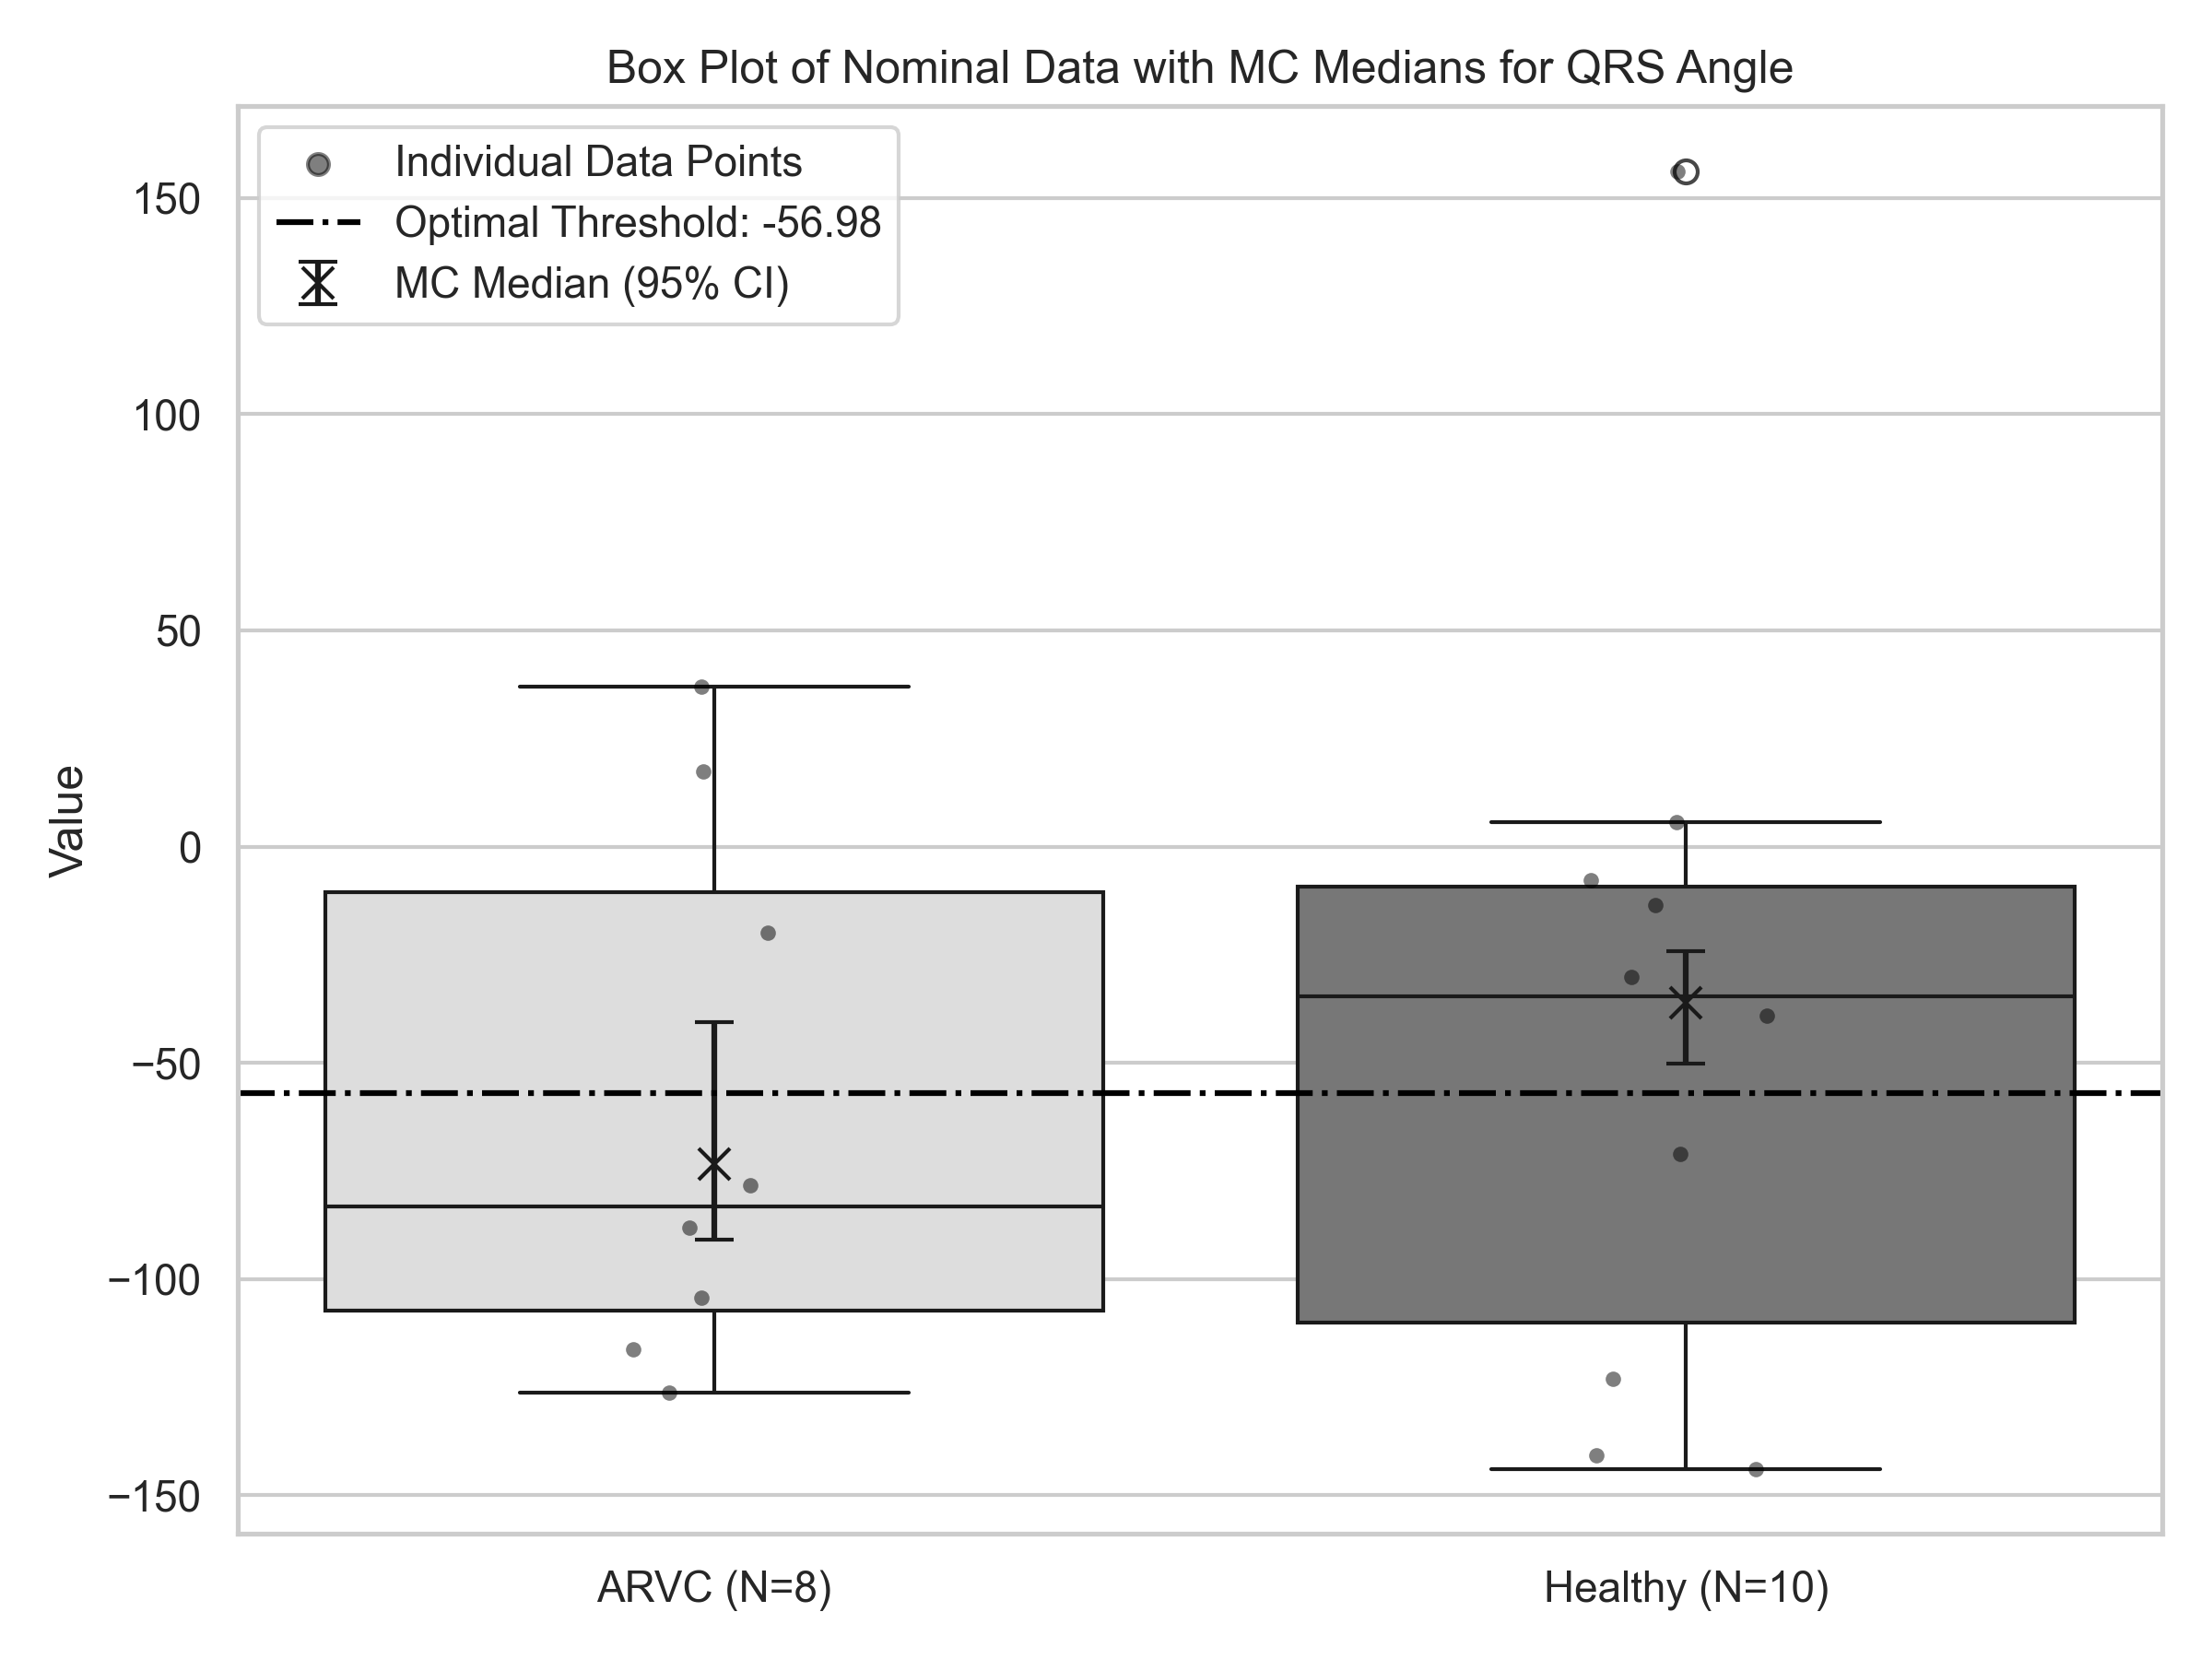 Box Plot of Nominal Data with MC Medians for QRS Angle
Individual Data Points
Optimal Threshold: -56.98
MC Median (95% CI)
150
100
50
0
−50
−100
−150
Value
ARVC (N=8)
Healthy (N=10)